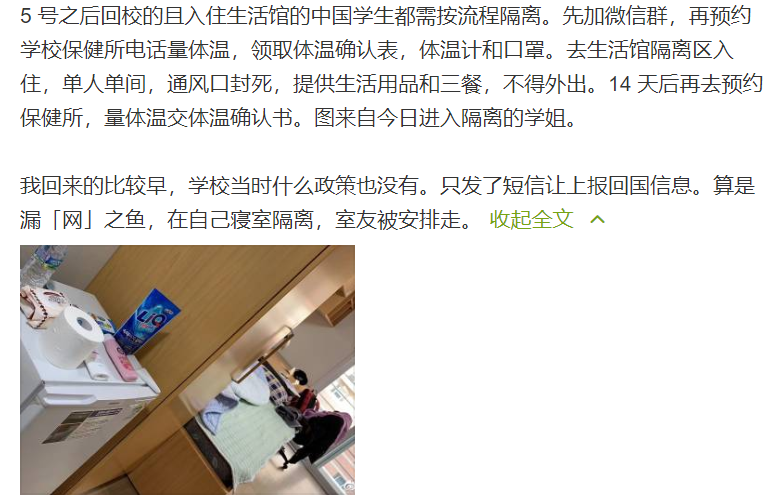 5 号之后回校的且入住生活馆的中国学生都需按流程隔离。先加微信群，再预约
学校保健所电话量体温，领取体温确认表，体温计和口罩。去生活馆隔离区入
住，单人单间，通风口封死，提供生活用品和三餐，不得外出。14 天后再去预约
保健所，量体温交体温确认书。图来自今日进入隔离的学姐。
我回来的比较早，学校当时什么政策也没有。只发了短信让上报回国信息。算是
漏「网」之鱼，在自己寝室隔离，室友被安排走。 收起全文
LiQ